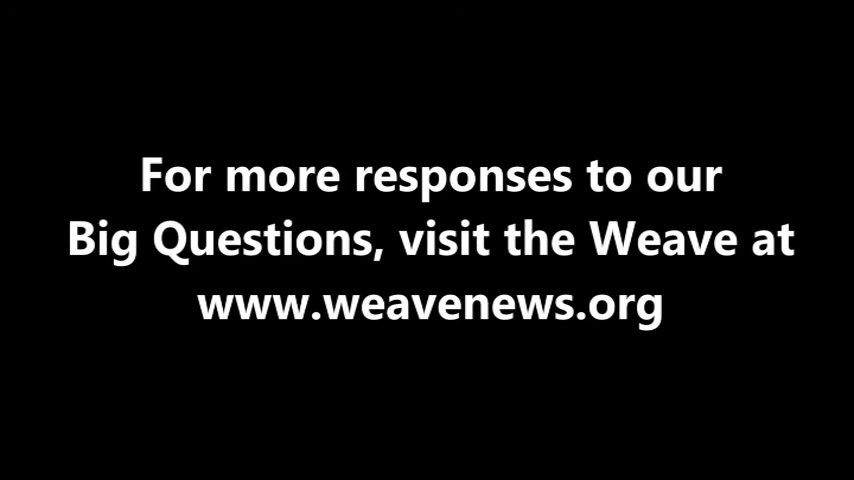 For more responses to our
Big Questions, visit the Weave at
www.weavenews.org